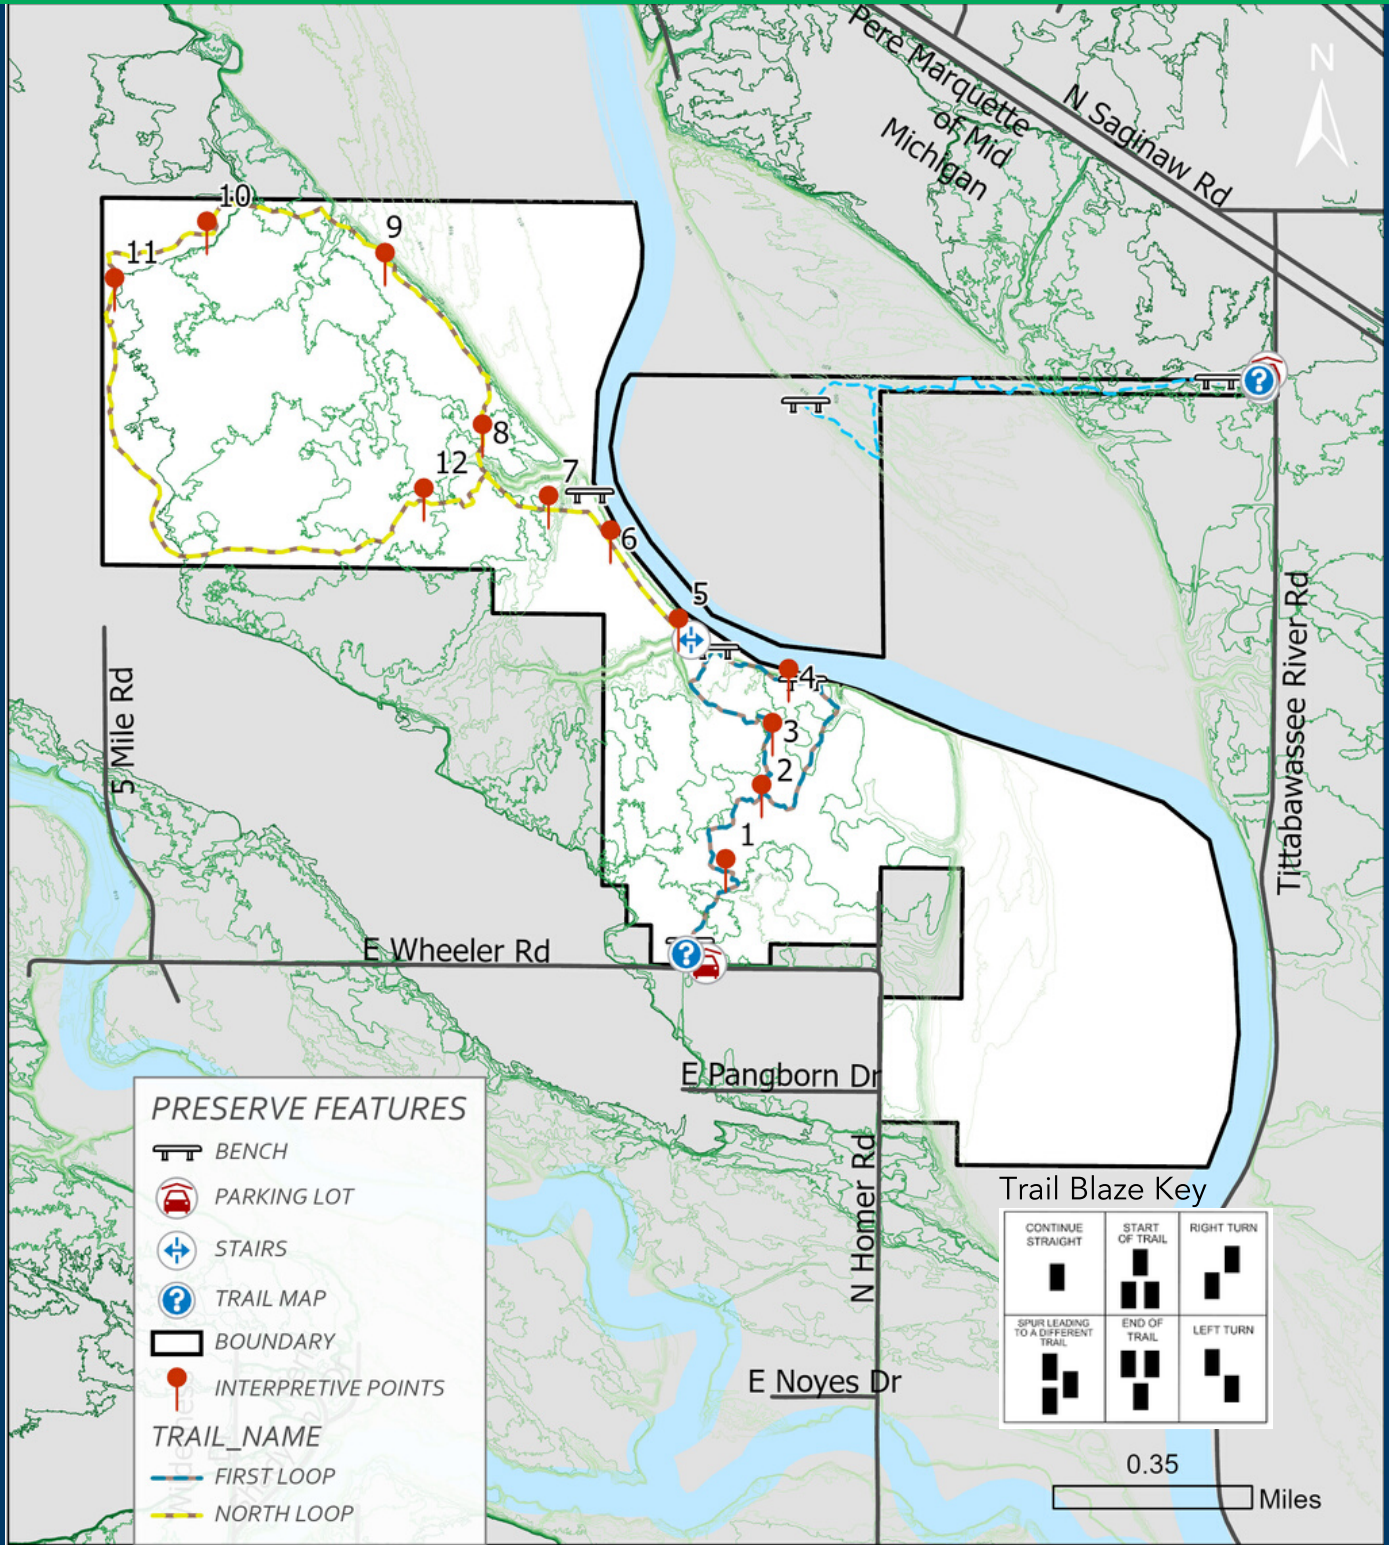 Pere Marquette
of Mid
Michigan
N Saginaw Rd
N
10
9
11
8
12
7
6
5
4
3
2
1
5 Mile Rd
Tittabawassee River Rd
E Wheeler Rd
E Pangborn Dr
N Homer Rd
E Noyes Dr
PRESERVE FEATURES
BENCH
PARKING LOT
STAIRS
TRAIL MAP
BOUNDARY
INTERPRETIVE POINTS
TRAIL_NAME
FIRST LOOP
NORTH LOOP
Trail Blaze Key
CONTINUE
STRAIGHT
START
OF TRAIL
RIGHT TURN
SPUR LEADING
TO A DIFFERENT
TRAIL
END OF
TRAIL
LEFT TURN
0.35
Miles